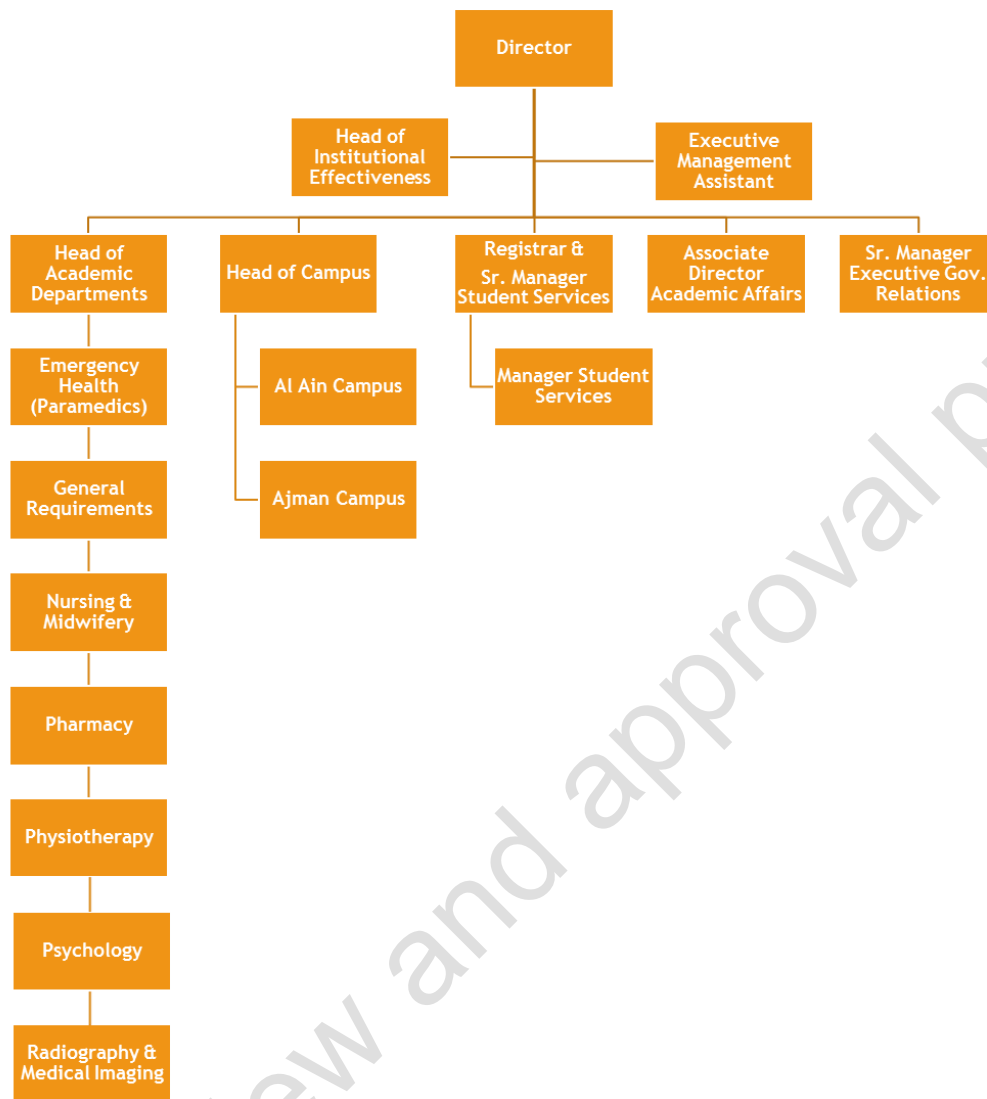 Director
Head of
Institutional
Effectiveness
Executive
Management
Assistant
Head of
Academic
Departments
Head of Campus
Registrar &
Sr. Manager
Student Services
Associate
Director
Academic Affairs
Sr. Manager
Executive Gov.
Relations
Emergency
Health
(Paramedics)
Al Ain Campus
Manager Student
Services
General
Requirements
Ajman Campus
Nursing &
Midwifery
Pharmacy
Physiotherapy
Psychology
Radiography &
Medical Imaging
and approval